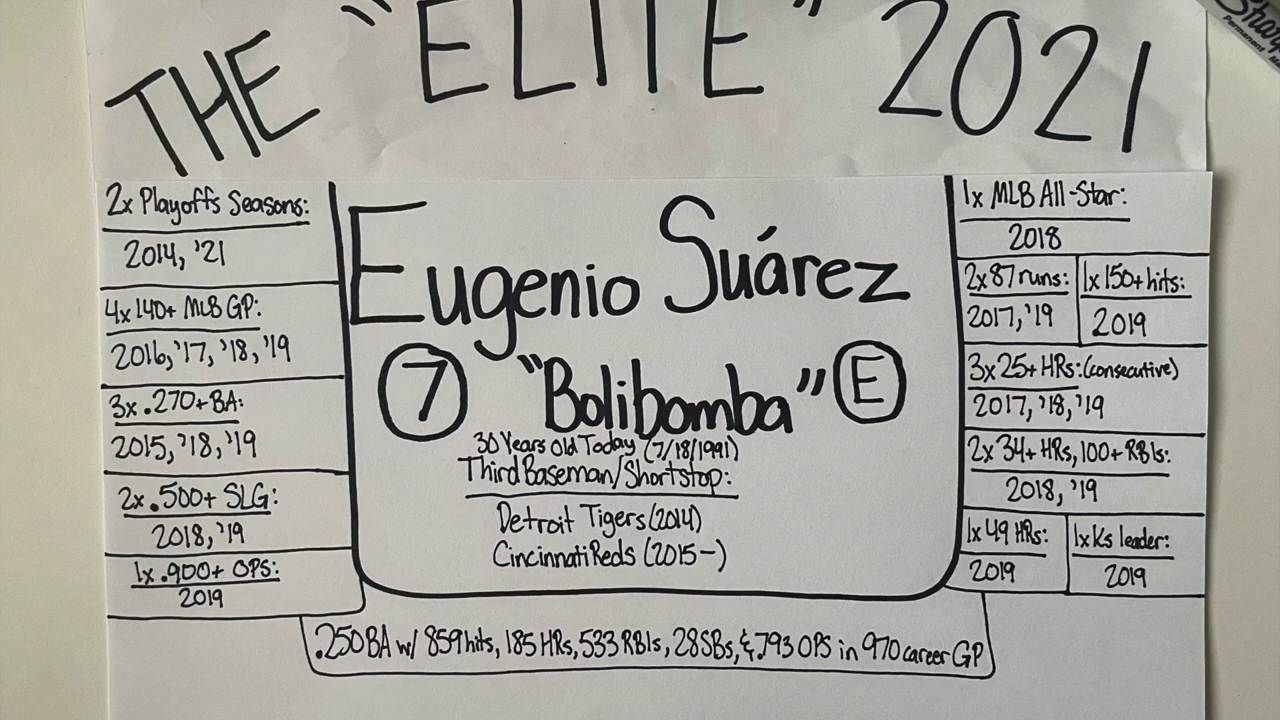 THE "ELITE" 2021
Sharpie
Permanent
2x Playoffs Seasons:
2014, '21
4x 140+ MLB GP:
2016, '17, '18, '19
3x .270+ BA:
2015, '18, '19
2x .500+ SLG:
2018, '19
1x .900+ OPS:
2019
Eugenio Suárez
7 "Bolibomba" E
30 Years Old Today (7/18/1991)
Third Baseman/Shortstop:
Detroit Tigers (2014)
Cincinnati Reds (2015-)
1x MLB All-Star:
2018
2x 87 runs:
2017, '19
1x 150+ hits:
2019
3x 25+ HRs: (consecutive)
2017, '18, '19
2x 34+ HRs, 100+ RBIs:
2018, '19
1x 49 HRs:
2019
1x Ks leader:
2019
.250 BA w/ 859 hits, 185 HRs, 533 RBIs, 28 SBs, & .793 OPS in 970 career GP